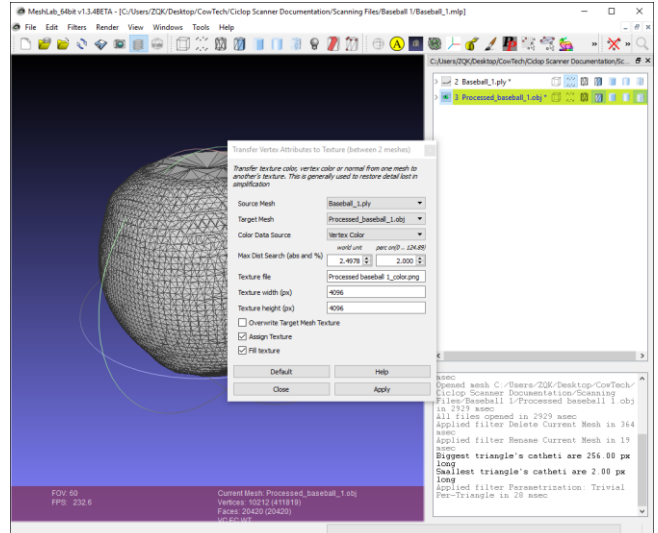 MeshLab_64bit v1.3.4BETA - [C:/Users/ZQK/Desktop/CowTech/Ciclop Scanner Documentation/Scanning Files/Baseball 1/Baseball_1.mlp]
File Edit Filters Render View Windows Tools Help
C:/Users/ZQK/Desktop/CowTech/Ciclop Scanner Documentation/Sc...
2 Baseball_1.ply *
3 Processed_baseball_1.obj *
Transfer Vertex Attributes to Texture (between 2 meshes)
Transfer texture color, vertex color or normal from one mesh to
another's texture. This is generally used to restore detail lost in
simplification
Source Mesh Baseball_1.ply
Target Mesh Processed_baseball_1.obj
Color Data Source Vertex Color
world unit perc on(0 .. 124.89)
Max Dist Search (abs and %) 2.4978 2.000
Texture file Processed baseball 1_color.png
Texture width (px) 4096
Texture height (px) 4096
Overwrite Target Mesh Texture
Assign Texture
Fill texture
Default Help
Close Apply
msec
Opened mesh C:/Users/ZQK/Desktop/CowTech/
Ciclop Scanner Documentation/Scanning
Files/Baseball 1/Processed baseball 1.obj
in 2929 msec
All files opened in 2929 msec
Applied filter Delete Current Mesh in 364
msec
Applied filter Rename Current Mesh in 19
msec
Biggest triangle's catheti are 256.00 px
long
Smallest triangle's catheti are 2.00 px
long
Applied filter Parametrization: Trivial
Per-Triangle in 28 msec
FOV: 60
FPS: 232.6
Current Mesh: Processed_baseball_1.obj
Vertices: 10212 (411819)
Faces: 20420 (20420)
VC FC WT